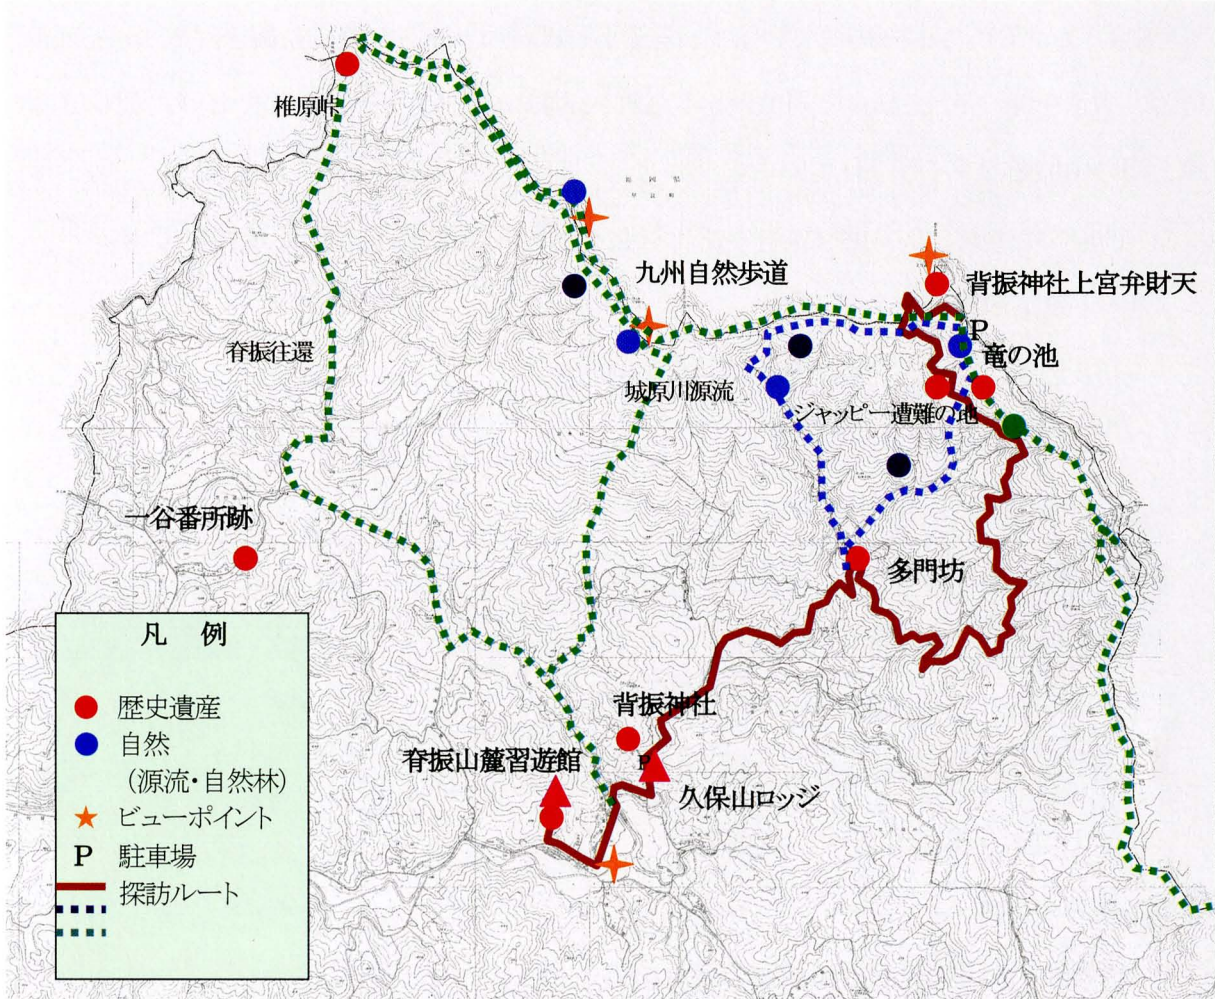 椎原峠
福岡県
九州自然歩道
背振神社上宮弁財天
P
竜の池
脊振往還
城原川源流
ジャッピー遭難の地
一谷番所跡
多門坊
凡 例
歴史遺産
自然
(源流・自然林)
ビューポイント
P 駐車場
探訪ルート
背振神社
脊振山麓習遊館
P
久保山ロッジ